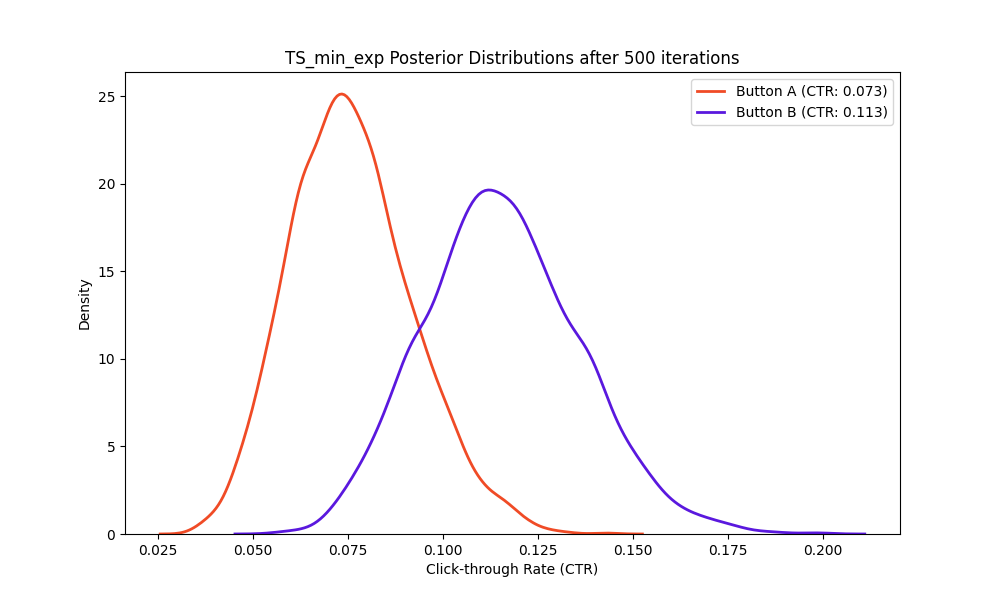 TS_min_exp Posterior Distributions after 500 iterations
Button A (CTR: 0.073)
Button B (CTR: 0.113)
25
20
15
10
5
0
Density
0.025 0.050 0.075 0.100 0.125 0.150 0.175 0.200
Click-through Rate (CTR)